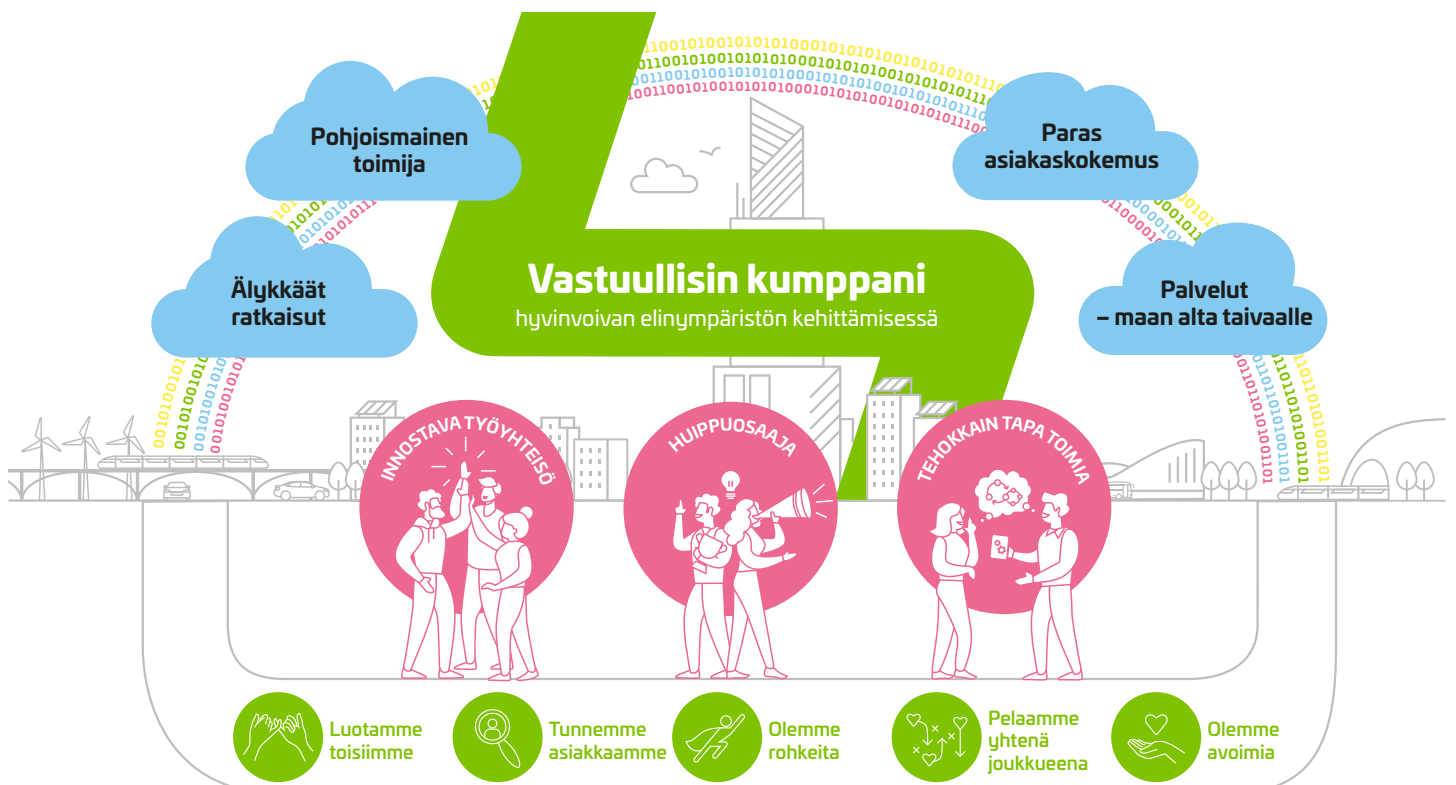 Pohjoismainen
toimija
Paras
asiakaskokemus
Älykkäät
ratkaisut
Vastuullisin kumppani
hyvinvoivan elinympäristön kehittämisessä
Palvelut
– maan alta taivaalle
INNOSTAVA TYÖYHTEISÖ
HUIPPUOSAAJA
TEHOKKAIN TAPA TOIMIA
Luotamme
toisiimme
Tunnemme
asiakkaamme
Olemme
rohkeita
Pelaamme
yhtenä
joukkueena
Olemme
avoimia